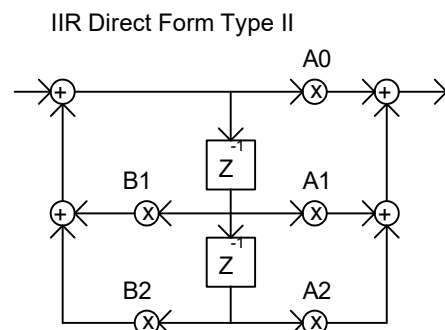 IIR Direct Form Type II
A0
+ X +
Z-1
B1 A1
+ X X +
Z-1
B2 A2
X X